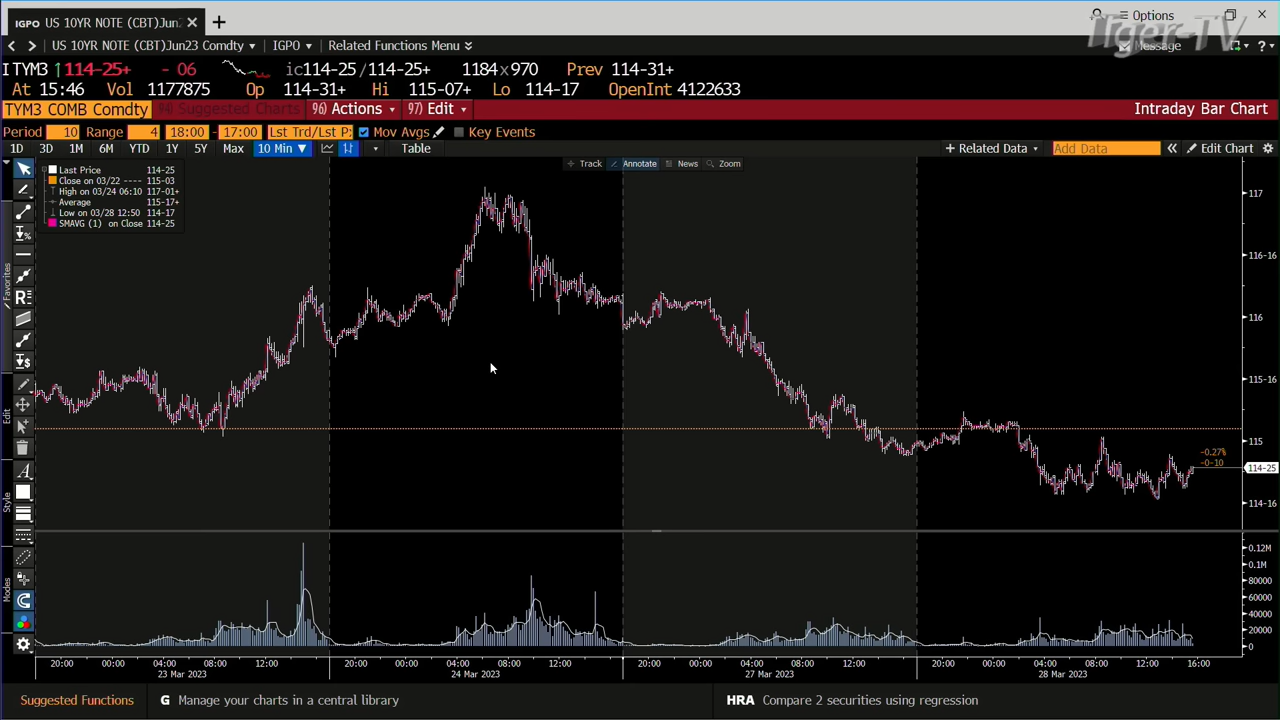 Tiger-TV
IGPO US 10YR NOTE (CBT)Jun2
Options
US 10YR NOTE (CBT)Jun23 Comdty IGPO Related Functions Menu
Message
TYM3 114-25+ - 06 ic114-25/114-25+ 1184x970 Prev 114-31+
At 15:46 Vol 1177875 Op 114-31+ Hi 115-07+ Lo 114-17 OpenInt 4122633
TYM3 COMB Comdty 94) Suggested Charts 96) Actions 97) Edit Intraday Bar Chart
Period 10 Range 4 18:00 - 17:00 Lst Trd/Lst P: Mov Avgs Key Events
1D 3D 1M 6M YTD 1Y 5Y Max 10 Min ▼ Table + Related Data Add Data « Edit Chart
Track Annotate News Zoom
Last Price 114-25
Close on 03/22 ---- 115-03
High on 03/24 06:10 117-01+
Average 115-17+
Low on 03/28 12:50 114-17
SMAVG (1) on Close 114-25
Favorites
Edit
Style
Modes
117
116-16
116
115-16
115
-0.27%
-0-10
114-25
114-16
0.12M
0.1M
80000
60000
40000
20000
0
20:00 00:00 04:00 08:00 12:00 20:00 00:00 04:00 08:00 12:00 20:00 00:00 04:00 08:00 12:00 20:00 00:00 04:00 08:00 12:00 16:00
23 Mar 2023 24 Mar 2023 27 Mar 2023 28 Mar 2023
Suggested Functions G Manage your charts in a central library HRA Compare 2 securities using regression